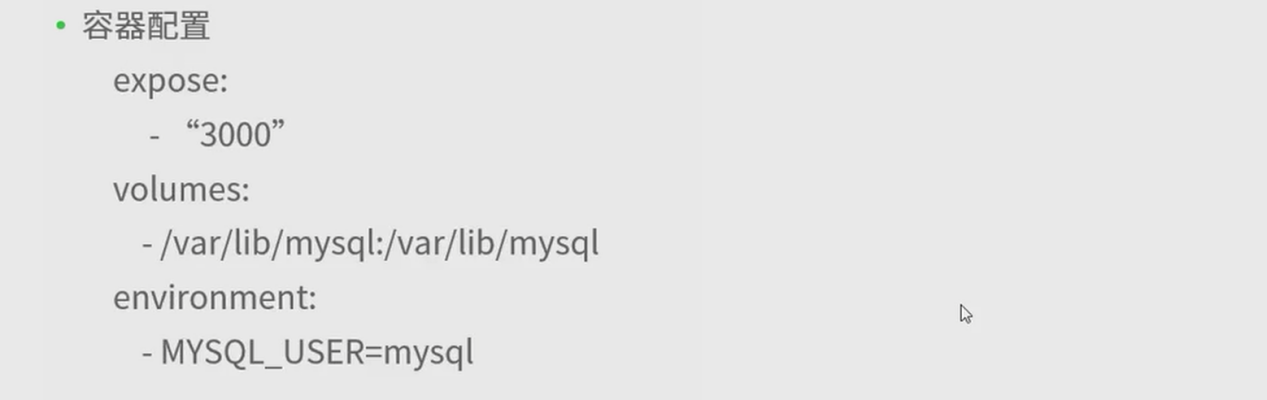 • 容器配置
expose:
- “3000”
volumes:
- /var/lib/mysql:/var/lib/mysql
environment:
- MYSQL_USER=mysql